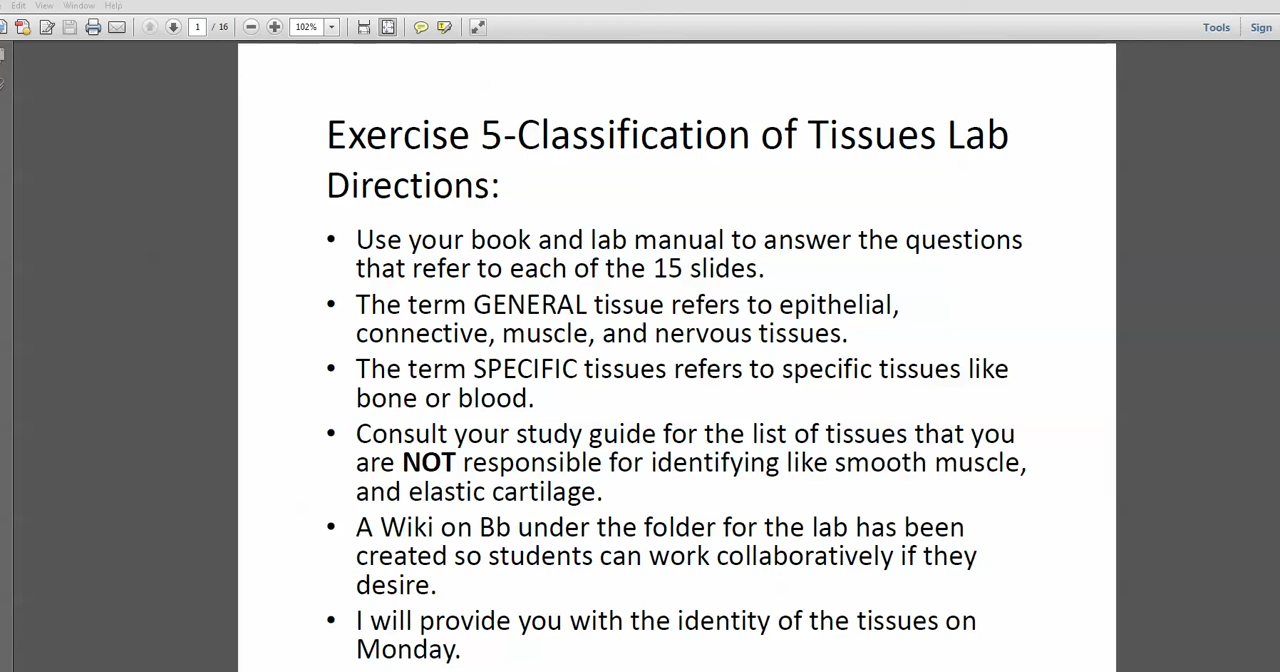 Edit View Window Help
1 / 16 102% Tools Sign
Exercise 5-Classification of Tissues Lab
Directions:
• Use your book and lab manual to answer the questions
that refer to each of the 15 slides.
• The term GENERAL tissue refers to epithelial,
connective, muscle, and nervous tissues.
• The term SPECIFIC tissues refers to specific tissues like
bone or blood.
• Consult your study guide for the list of tissues that you
are NOT responsible for identifying like smooth muscle,
and elastic cartilage.
• A Wiki on Bb under the folder for the lab has been
created so students can work collaboratively if they
desire.
• I will provide you with the identity of the tissues on
Monday.